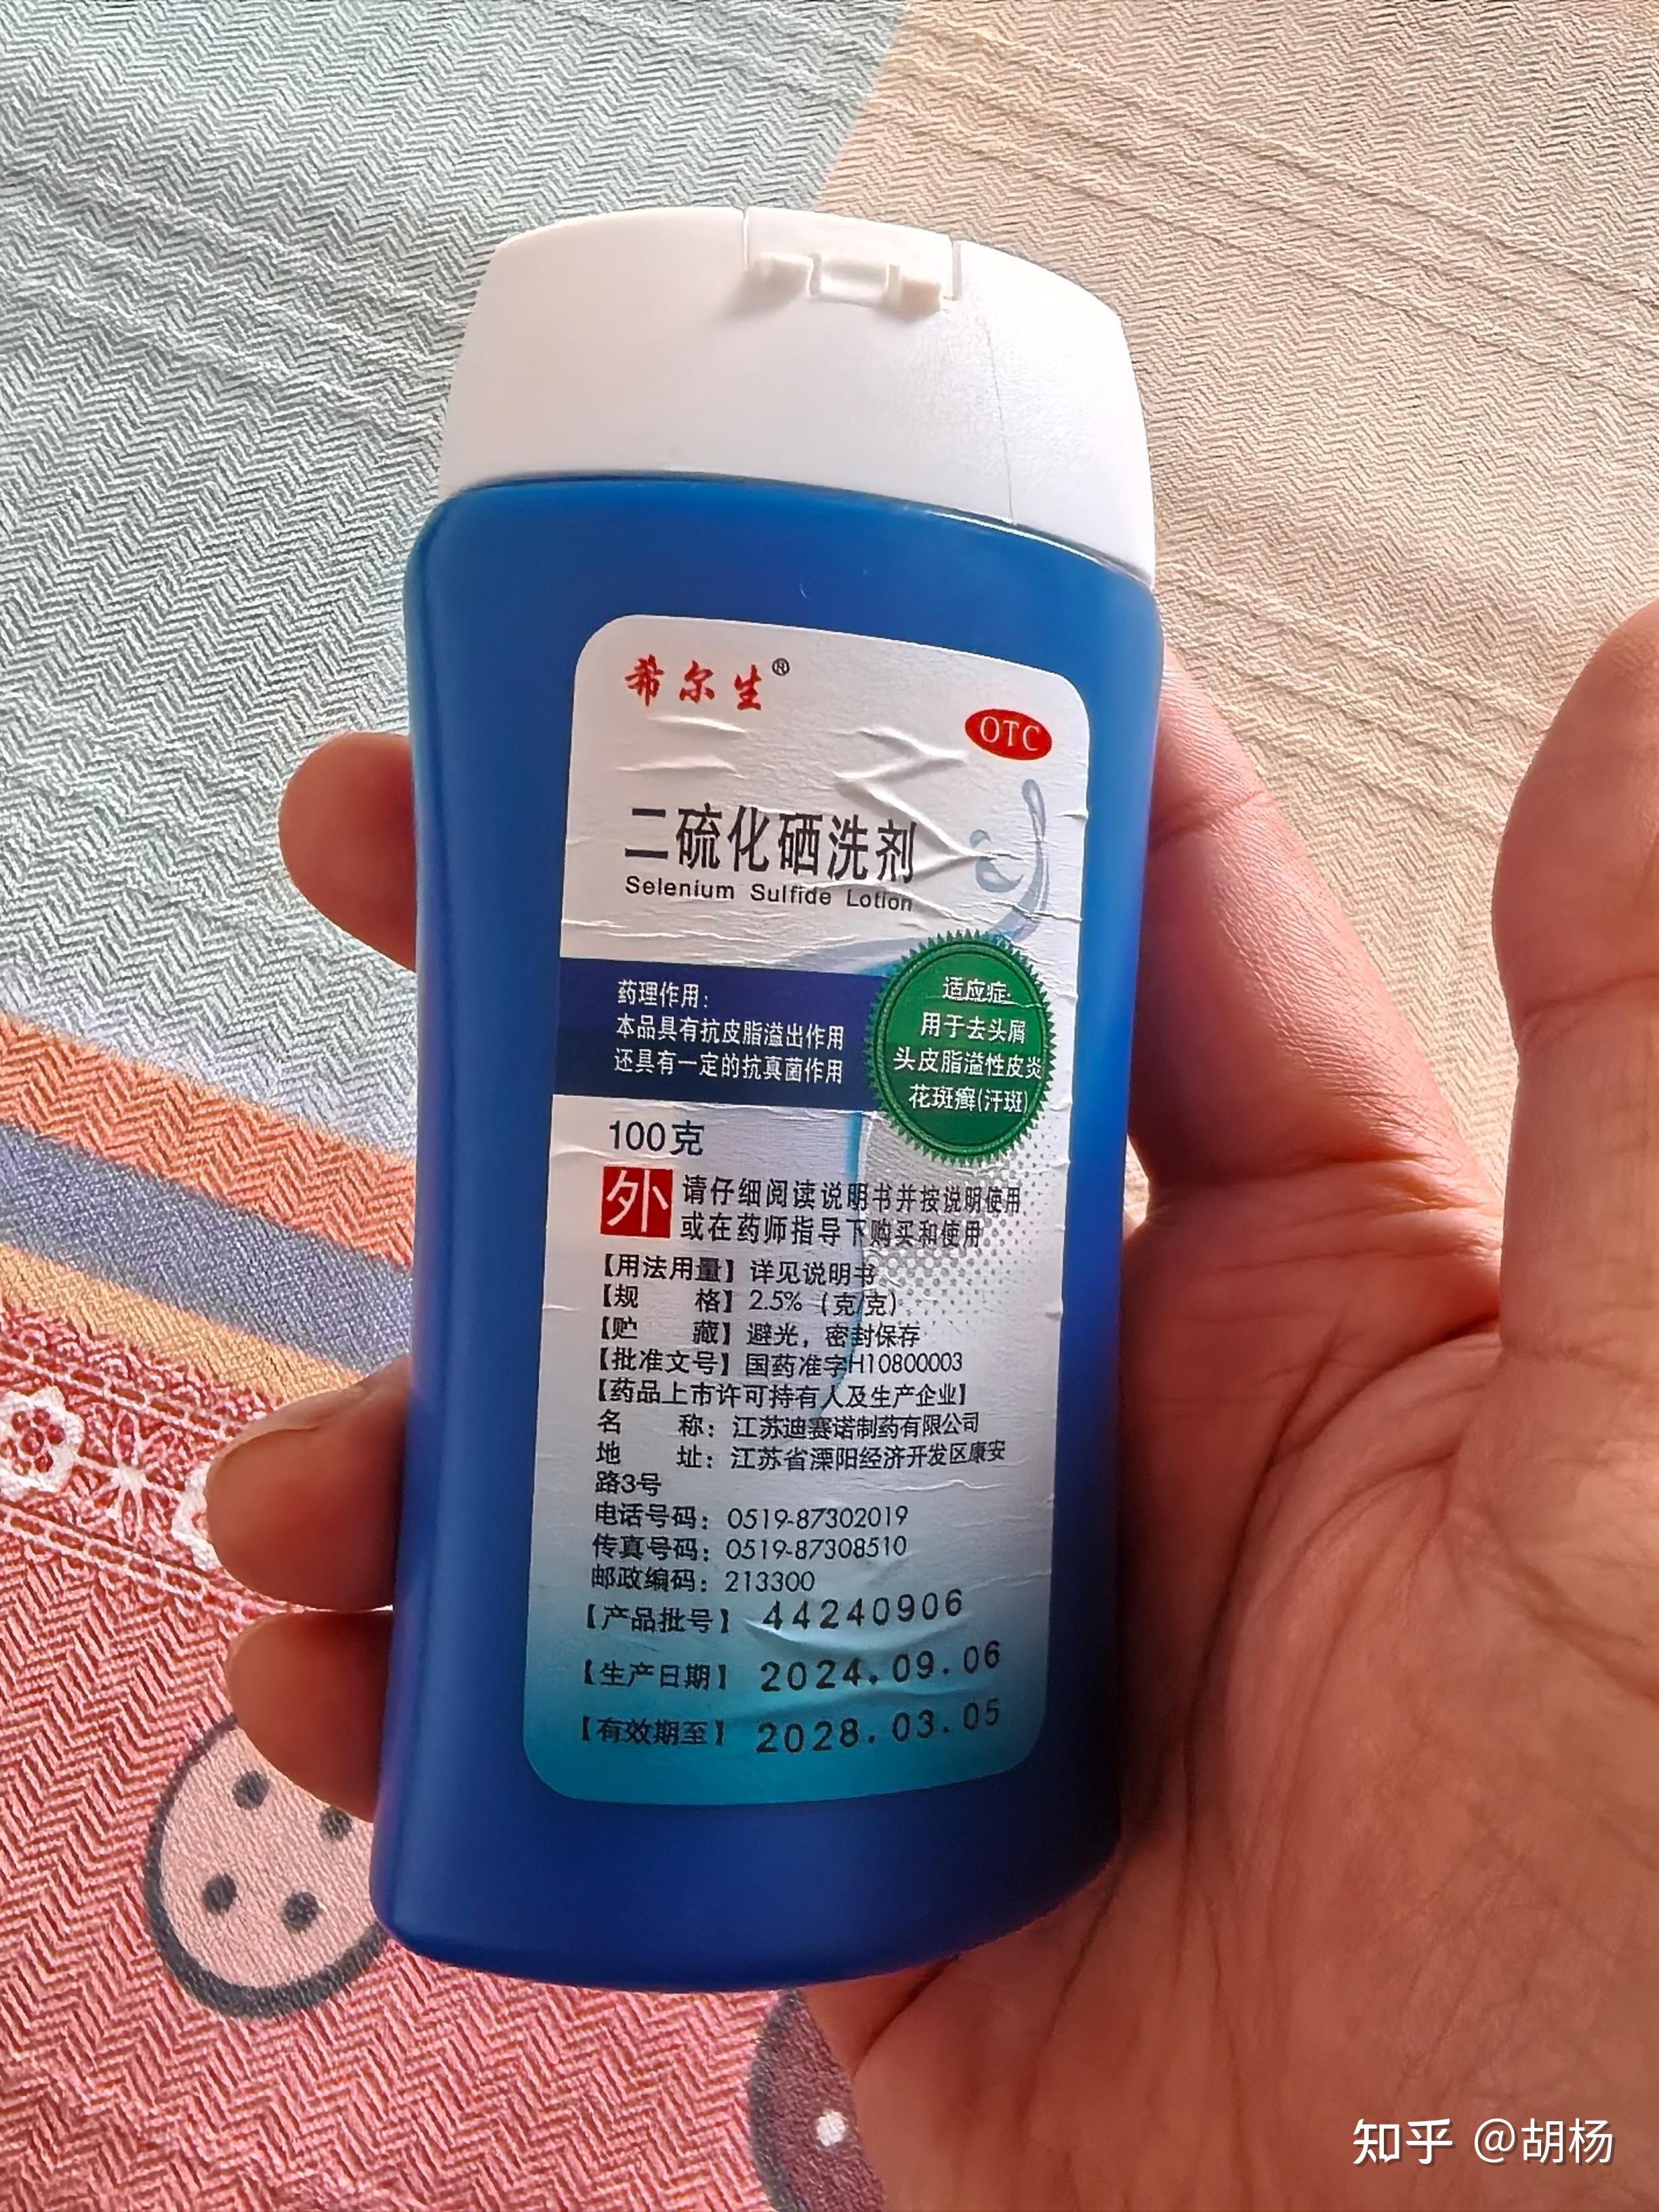 希尔生®
OTC
二硫化硒洗剂
Selenium Sulfide Lotion
药理作用：
本品具有抗皮脂溢出作用
还具有一定的抗真菌作用
适应症:
用于去头屑
头皮脂溢性皮炎
花斑癣(汗斑)
100克
外
请仔细阅读说明书并按说明使用
或在药师指导下购买和使用
【用法用量】详见说明书
【规 格】2.5%（克/克）
【贮 藏】避光，密封保存
【批准文号】国药准字H10800003
【药品上市许可持有人及生产企业】
名 称：江苏迪赛诺制药有限公司
地 址：江苏省溧阳经济开发区康安
路3号
电话号码：0519-87302019
传真号码：0519-87308510
邮政编码：213300
【产品批号】44240906
【生产日期】2024.09.06
【有效期至】2028.03.05
知乎 @胡杨